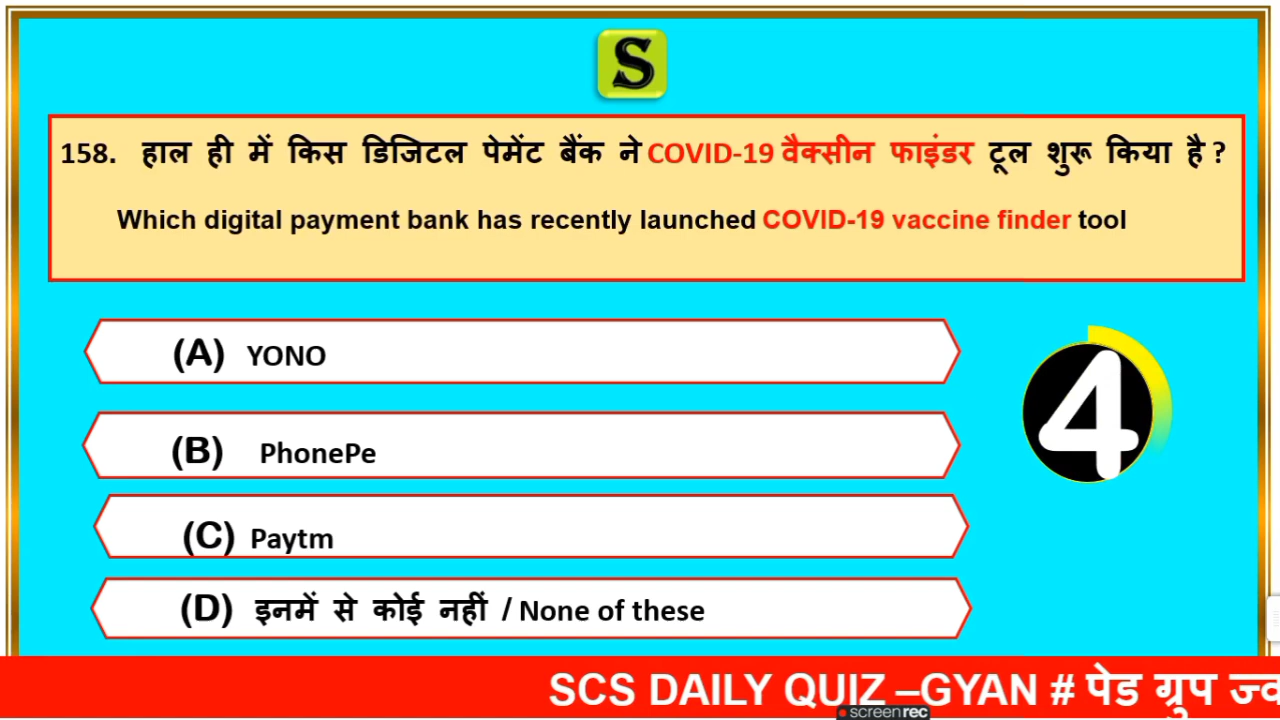 S
158. हाल ही में किस डिजिटल पेमेंट बैंक ने COVID-19 वैक्सीन फाइंडर टूल शुरू किया है ?
Which digital payment bank has recently launched COVID-19 vaccine finder tool
(A) YONO
4
(B) PhonePe
(C) Paytm
(D) इनमें से कोई नहीं / None of these
SCS DAILY QUIZ –GYAN # पेड ग्रुप
screenrec